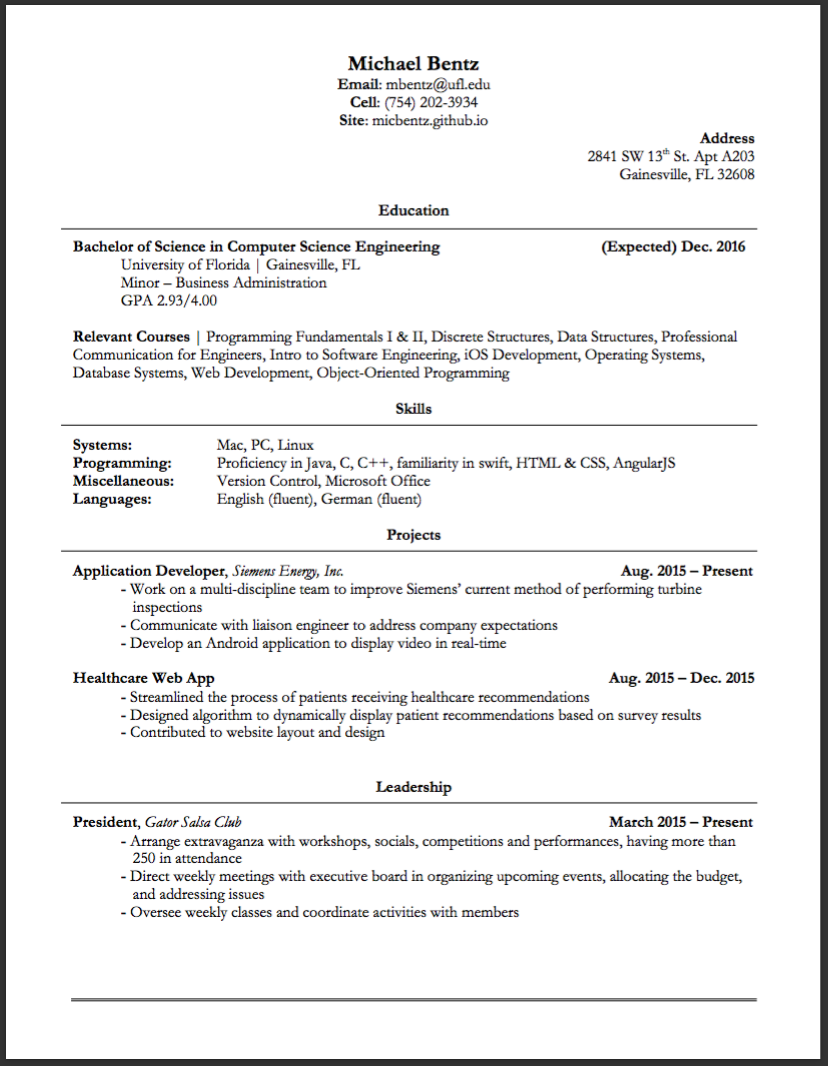 Michael Bentz
Email: mbentz@ufl.edu
Cell: (754) 202-3934
Site: micbentz.github.io
Address
2841 SW 13th St. Apt A203
Gainesville, FL 32608
Education
Bachelor of Science in Computer Science Engineering (Expected) Dec. 2016
University of Florida | Gainesville, FL
Minor – Business Administration
GPA 2.93/4.00
Relevant Courses | Programming Fundamentals I & II, Discrete Structures, Data Structures, Professional
Communication for Engineers, Intro to Software Engineering, iOS Development, Operating Systems,
Database Systems, Web Development, Object-Oriented Programming
Skills
Systems: Mac, PC, Linux
Programming: Proficiency in Java, C, C++, familiarity in swift, HTML & CSS, AngularJS
Miscellaneous: Version Control, Microsoft Office
Languages: English (fluent), German (fluent)
Projects
Application Developer, Siemens Energy, Inc. Aug. 2015 – Present
- Work on a multi-discipline team to improve Siemens' current method of performing turbine
inspections
- Communicate with liaison engineer to address company expectations
- Develop an Android application to display video in real-time
Healthcare Web App Aug. 2015 – Dec. 2015
- Streamlined the process of patients receiving healthcare recommendations
- Designed algorithm to dynamically display patient recommendations based on survey results
- Contributed to website layout and design
Leadership
President, Gator Salsa Club March 2015 – Present
- Arrange extravaganza with workshops, socials, competitions and performances, having more than
250 in attendance
- Direct weekly meetings with executive board in organizing upcoming events, allocating the budget,
and addressing issues
- Oversee weekly classes and coordinate activities with members